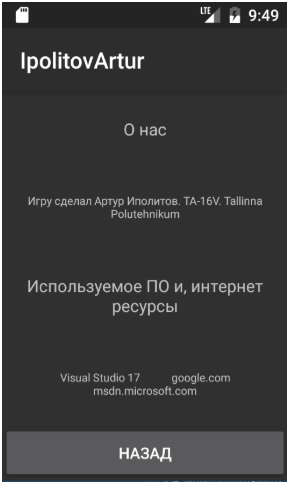 LTE 9:49
IpolitovArtur
О нас
Игру сделал Артур Иполитов. TA-16V. Tallinna
Polutehnikum
Используемое ПО и, интернет
ресурсы
Visual Studio 17 google.com
msdn.microsoft.com
НАЗАД